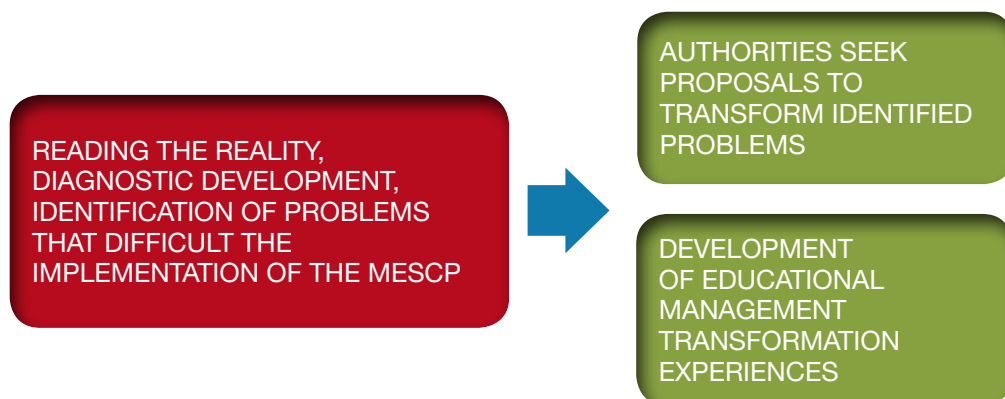 READING THE REALITY,
DIAGNOSTIC DEVELOPMENT,
IDENTIFICATION OF PROBLEMS
THAT DIFFICULT THE
IMPLEMENTATION OF THE MESCP
AUTHORITIES SEEK
PROPOSALS TO
TRANSFORM IDENTIFIED
PROBLEMS
DEVELOPMENT
OF EDUCATIONAL
MANAGEMENT
TRANSFORMATION
EXPERIENCES